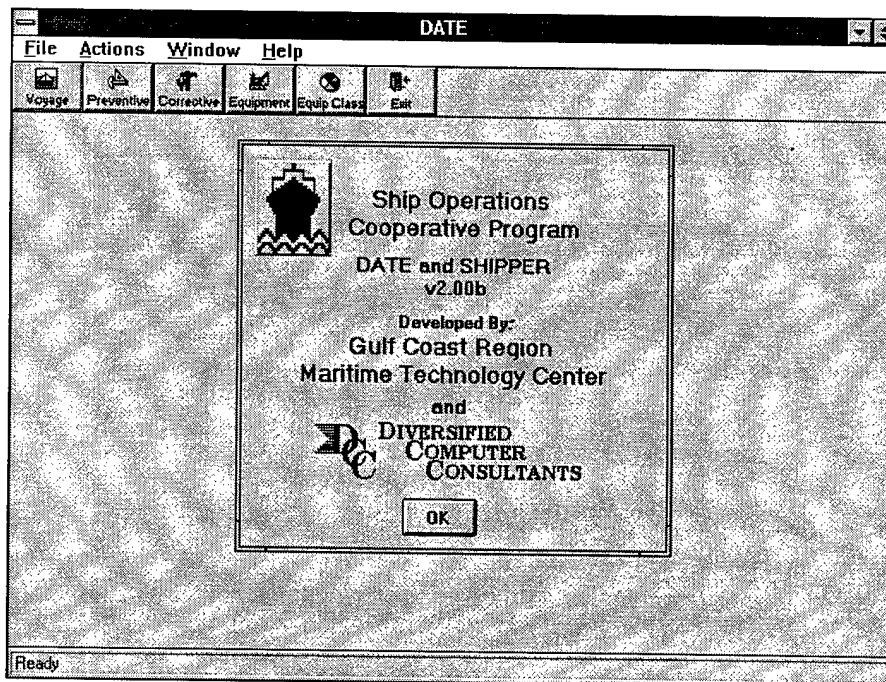 DATE
File Actions Window Help
Voyage Preventive Corrective Equipment Equip Class Exit
Ship Operations
Cooperative Program
DATE and SHIPPER
v2.00b
Developed By:
Gulf Coast Region
Maritime Technology Center
and
DCC DIVERSIFIED
COMPUTER
CONSULTANTS
OK
Ready